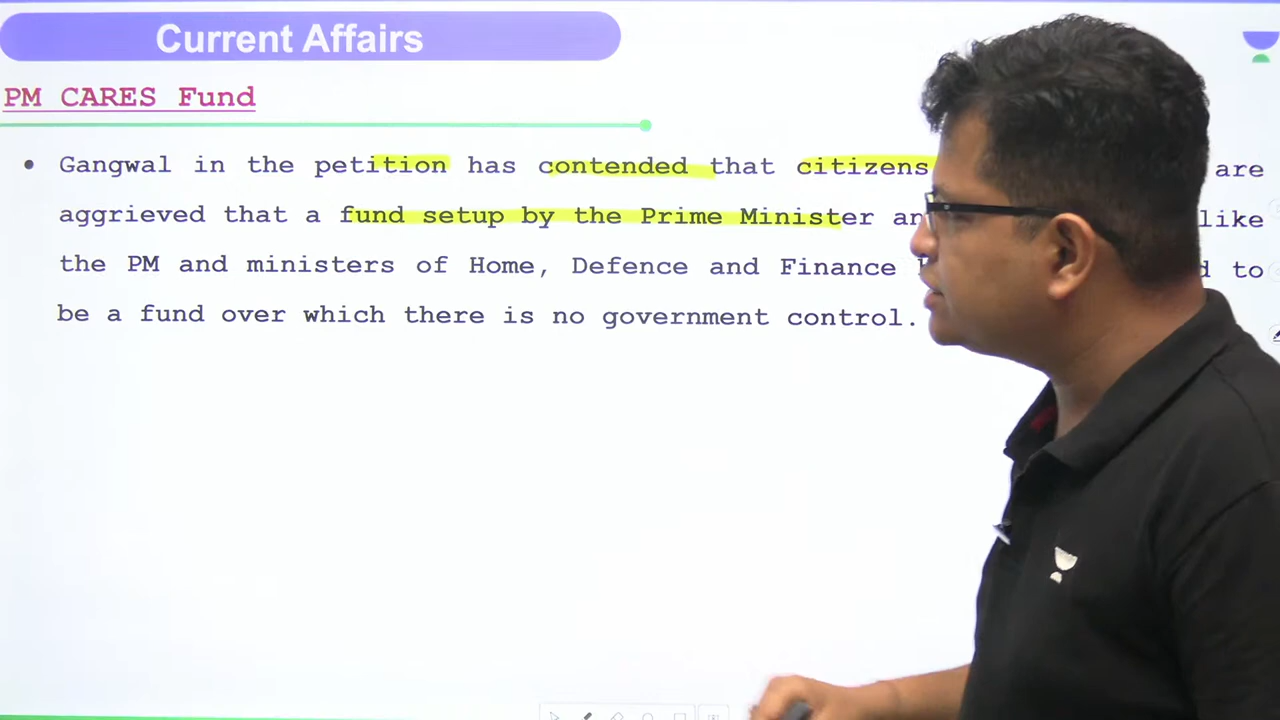 Current Affairs
PM CARES Fund
• Gangwal in the petition has contended that citizens are
aggrieved that a fund setup by the Prime Minister like
the PM and ministers of Home, Defence and Finance to
be a fund over which there is no government control.